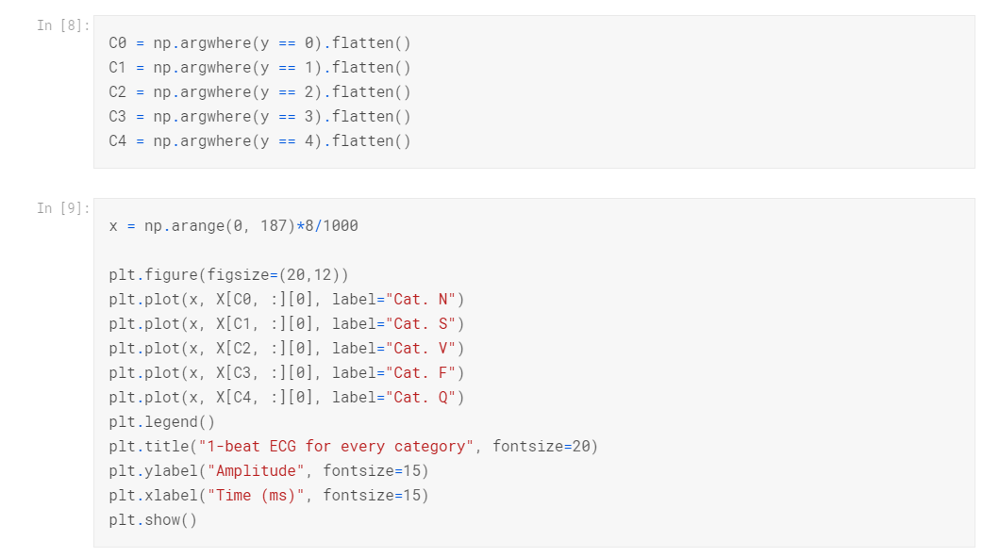 In [8]:
C0 = np.argwhere(y == 0).flatten()
C1 = np.argwhere(y == 1).flatten()
C2 = np.argwhere(y == 2).flatten()
C3 = np.argwhere(y == 3).flatten()
C4 = np.argwhere(y == 4).flatten()
In [9]:
x = np.arange(0, 187)*8/1000
plt.figure(figsize=(20,12))
plt.plot(x, X[C0, :][0], label="Cat. N")
plt.plot(x, X[C1, :][0], label="Cat. S")
plt.plot(x, X[C2, :][0], label="Cat. V")
plt.plot(x, X[C3, :][0], label="Cat. F")
plt.plot(x, X[C4, :][0], label="Cat. Q")
plt.legend()
plt.title("1-beat ECG for every category", fontsize=20)
plt.ylabel("Amplitude", fontsize=15)
plt.xlabel("Time (ms)", fontsize=15)
plt.show()